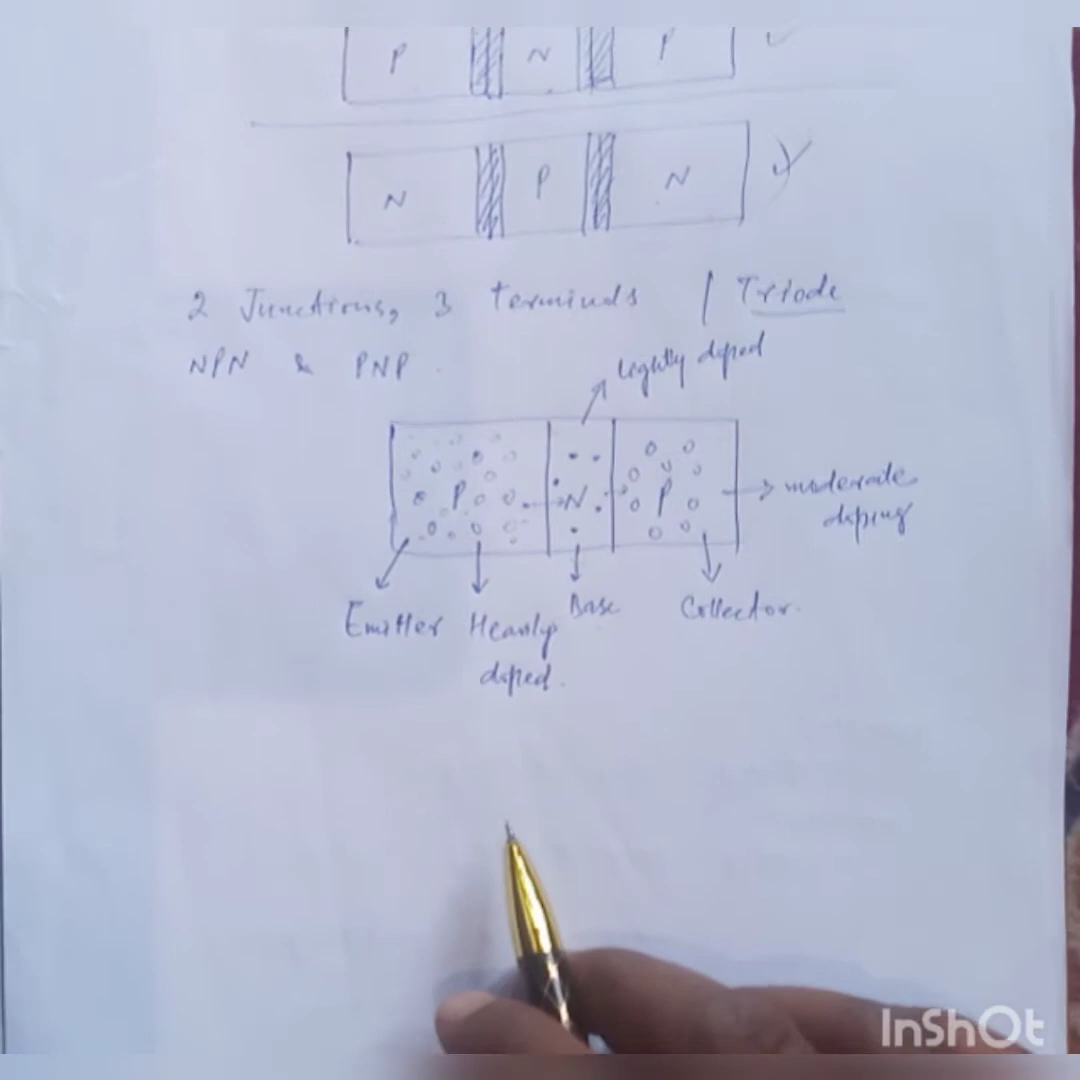 P N P
N P N
2 Junctions, 3 terminals / Triode
NPN & PNP.
lightly doped
P N P
moderate
doping
Emitter Heavily Base Collector.
doped.
InShOt